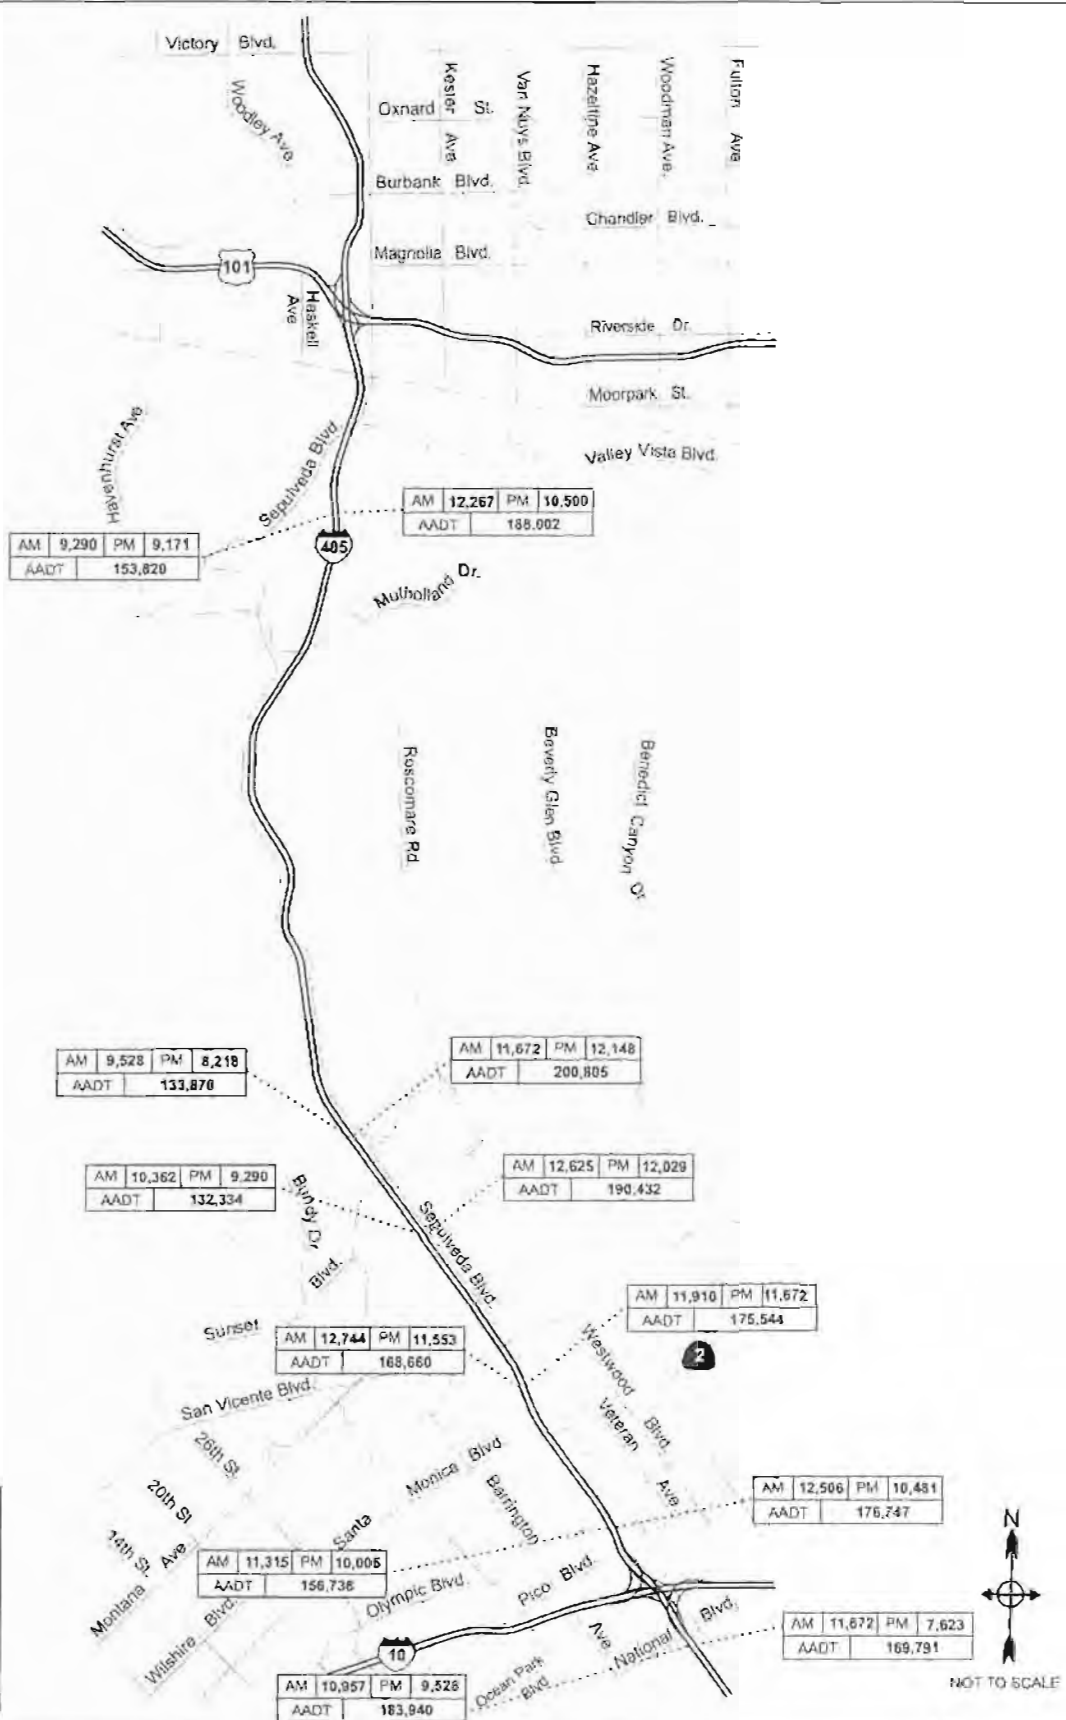 Victory Blvd.
Woodley Ave.
Oxnard St.
Kester Ave
Van Nuys Blvd.
Hazeltine Ave
Woodman Ave.
Fulton Ave
Burbank Blvd.
Chandler Blvd.
Magnolia Blvd.
101
Haskell Ave
Riverside Dr.
Moorpark St.
Havenhurst Ave.
Sepulveda Blvd.
Valley Vista Blvd.
AM 12,267 PM 10,500
AADT 188,002
AM 9,290 PM 9,171
AADT 153,820
405
Mulholland Dr.
Roscomare Rd.
Beverly Glen Blvd.
Benedict Canyon Dr.
AM 9,528 PM 8,218
AADT 133,870
AM 11,672 PM 12,148
AADT 200,805
AM 10,362 PM 9,290
AADT 132,334
AM 12,625 PM 12,029
AADT 190,432
Bundy Dr
Sepulveda Blvd.
Sunset Blvd.
AM 11,910 PM 11,672
AADT 175,544
AM 12,744 PM 11,553
AADT 168,660
2
Westwood Blvd.
Veteran Ave
San Vicente Blvd.
26th St.
20th St
14th St.
Montana Ave
Wilshire Blvd.
Santa Monica Blvd.
Barrington Ave
AM 12,506 PM 10,481
AADT 176,747
AM 11,315 PM 10,005
AADT 156,736
Olympic Blvd.
Pico Blvd.
10
National Blvd.
Ocean Park Blvd
AM 11,672 PM 7,623
AADT 169,791
AM 10,957 PM 9,528
AADT 183,940
N
NOT TO SCALE